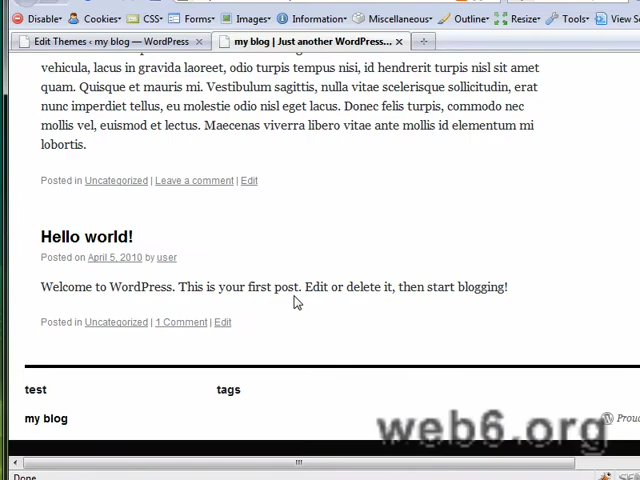 Disable Cookies CSS Forms Images Information Miscellaneous Outline Resize Tools View
Edit Themes ‹ my blog — WordPress my blog | Just another WordPress...
vehicula, lacus in gravida laoreet, odio turpis tempus nisi, id hendrerit turpis nisl sit amet
quam. Quisque et mauris mi. Vestibulum sagittis, nulla vitae scelerisque sollicitudin, erat
nunc imperdiet tellus, eu molestie odio nisl eget lacus. Donec felis turpis, commodo nec
mollis vel, euismod et lectus. Maecenas viverra libero vitae ante mollis id elementum mi
lobortis.
Posted in Uncategorized | Leave a comment | Edit
Hello world!
Posted on April 5, 2010 by user
Welcome to WordPress. This is your first post. Edit or delete it, then start blogging!
Posted in Uncategorized | 1 Comment | Edit
test tags
my blog
web6.org
Done